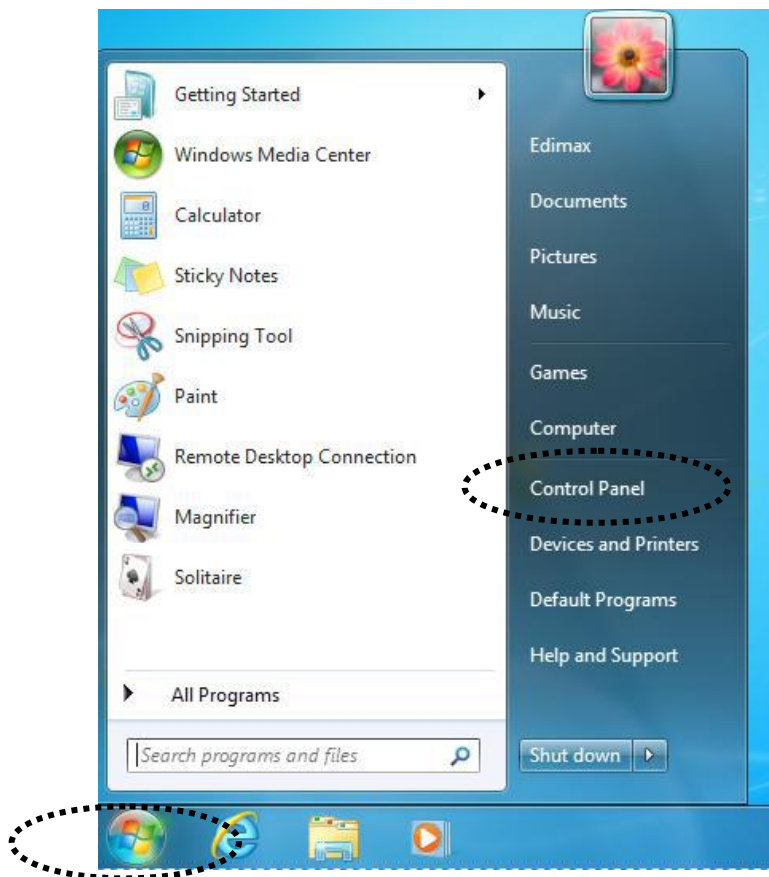 Getting Started
Windows Media Center
Calculator
Sticky Notes
Snipping Tool
Paint
Remote Desktop Connection
Magnifier
Solitaire
All Programs
Search programs and files
Edimax
Documents
Pictures
Music
Games
Computer
Control Panel
Devices and Printers
Default Programs
Help and Support
Shut down